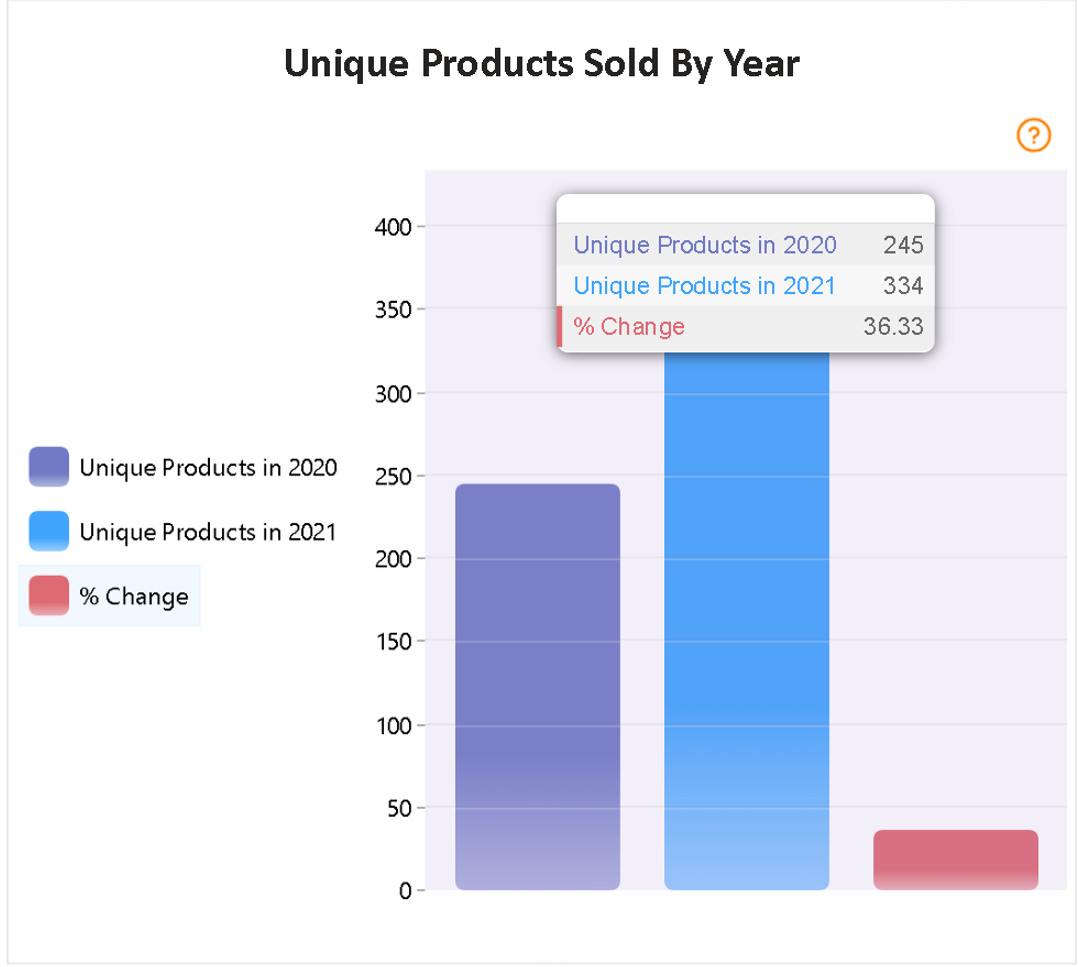 Unique Products Sold By Year
?
400
350
300
250
200
150
100
50
0
Unique Products in 2020 245
Unique Products in 2021 334
% Change 36.33
Unique Products in 2020
Unique Products in 2021
% Change